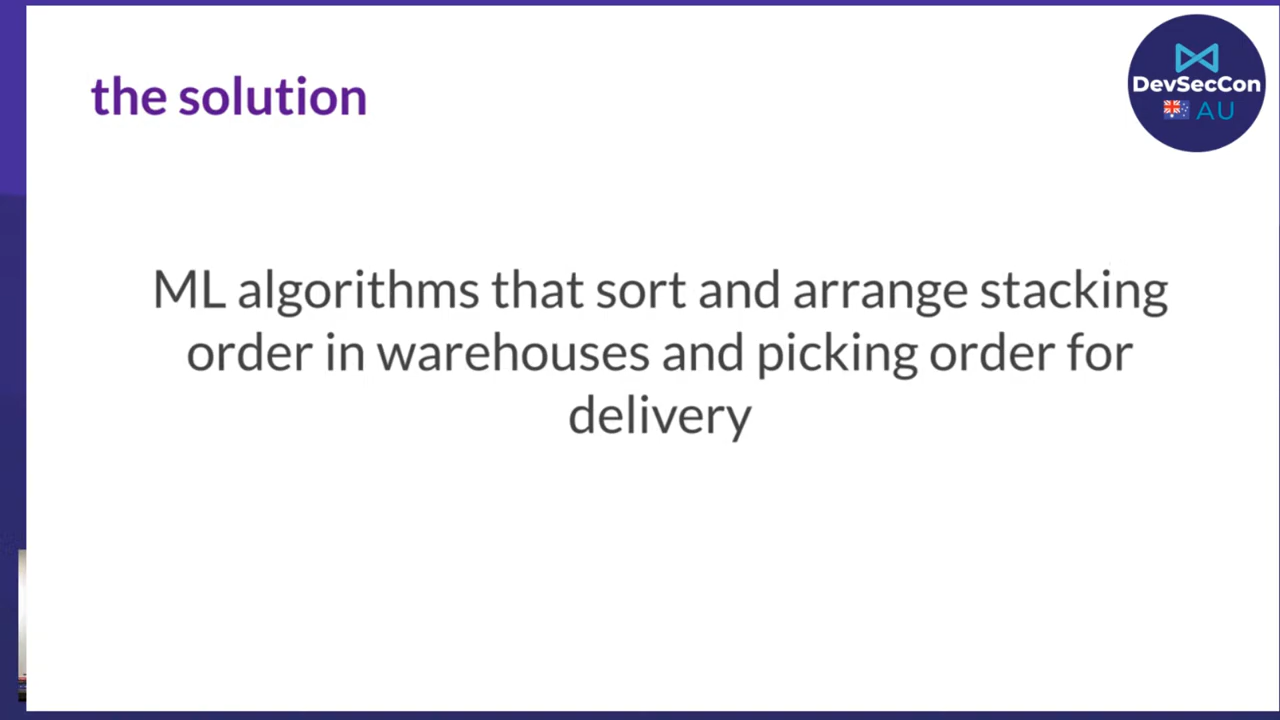 the solution
DevSecCon
AU
ML algorithms that sort and arrange stacking
order in warehouses and picking order for
delivery